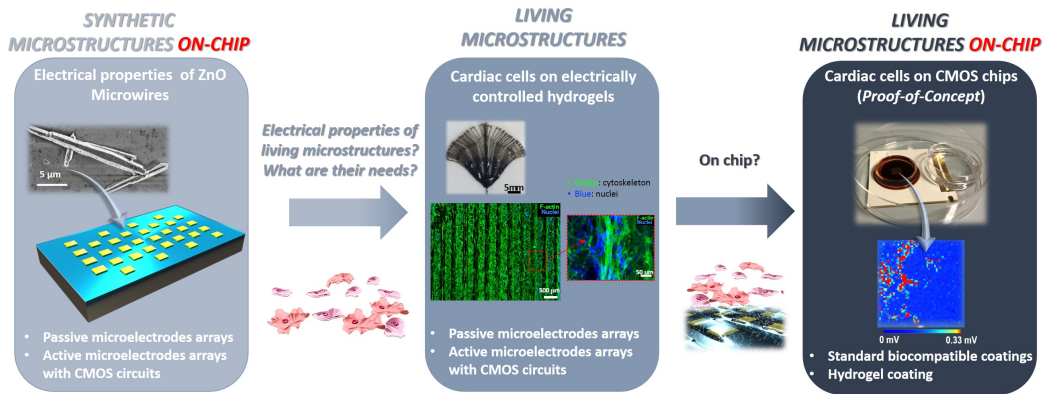 SYNTHETIC
MICROSTRUCTURES ON-CHIP
Electrical properties of ZnO
Microwires
5 µm
• Passive microelectrodes arrays
• Active microelectrodes arrays
with CMOS circuits
Electrical properties of
living microstructures?
What are their needs?
LIVING
MICROSTRUCTURES
Cardiac cells on electrically
controlled hydrogels
5mm
• Green: cytoskeleton
• Blue: nuclei
F-actin
Nuclei
500 µm
F-actin
Nuclei
50 µm
• Passive microelectrodes arrays
• Active microelectrodes arrays
with CMOS circuits
On chip?
LIVING
MICROSTRUCTURES ON-CHIP
Cardiac cells on CMOS chips
(Proof-of-Concept)
0 mV
0.33 mV
• Standard biocompatible coatings
• Hydrogel coating